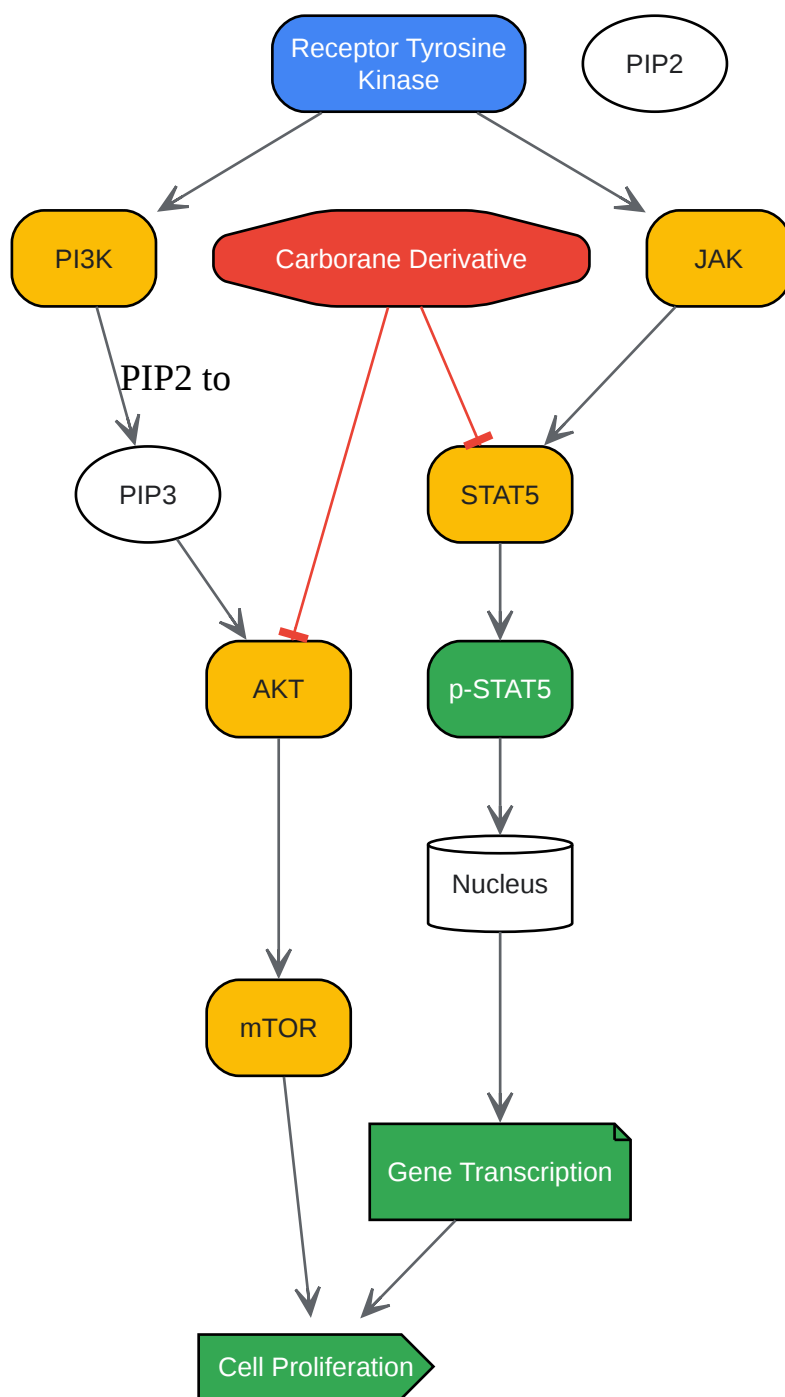 Receptor Tyrosine
Kinase
PIP2
PI3K
Carborane Derivative
JAK
PIP2 to
PIP3
STAT5
AKT
p-STAT5
Nucleus
mTOR
Gene Transcription
Cell Proliferation